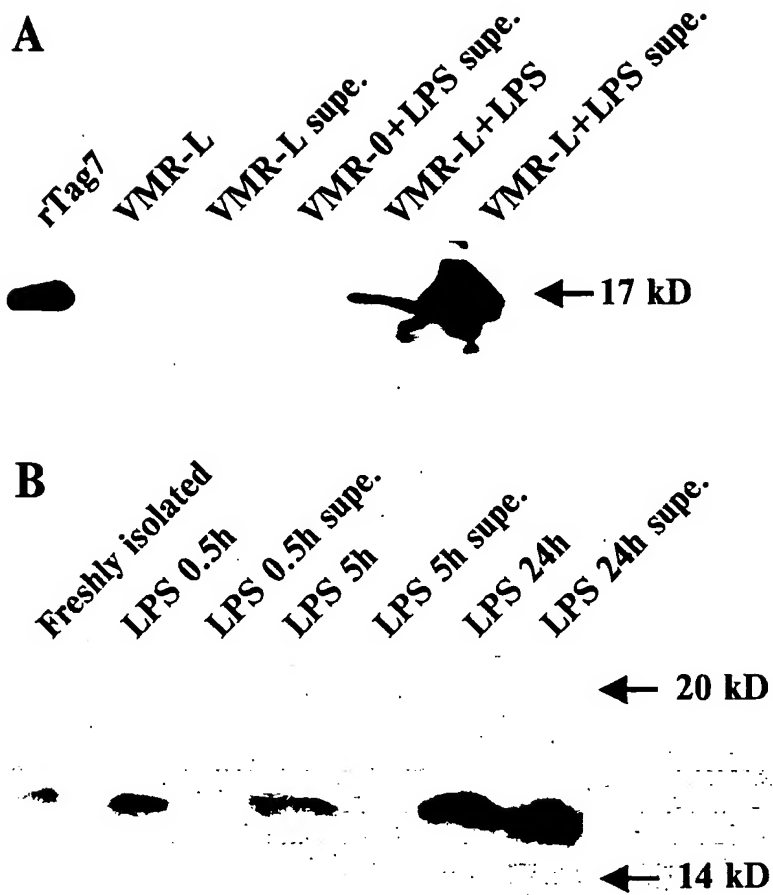 A
rTag7
VMR-L
VMR-L supe.
VMR-0+LPS supe.
VMR-L+LPS
VMR-L+LPS supe.
17 kD
B
Freshly isolated
LPS 0.5h
LPS 0.5h supe.
LPS 5h
LPS 5h supe.
LPS 24h
LPS 24h supe.
20 kD
14 kD